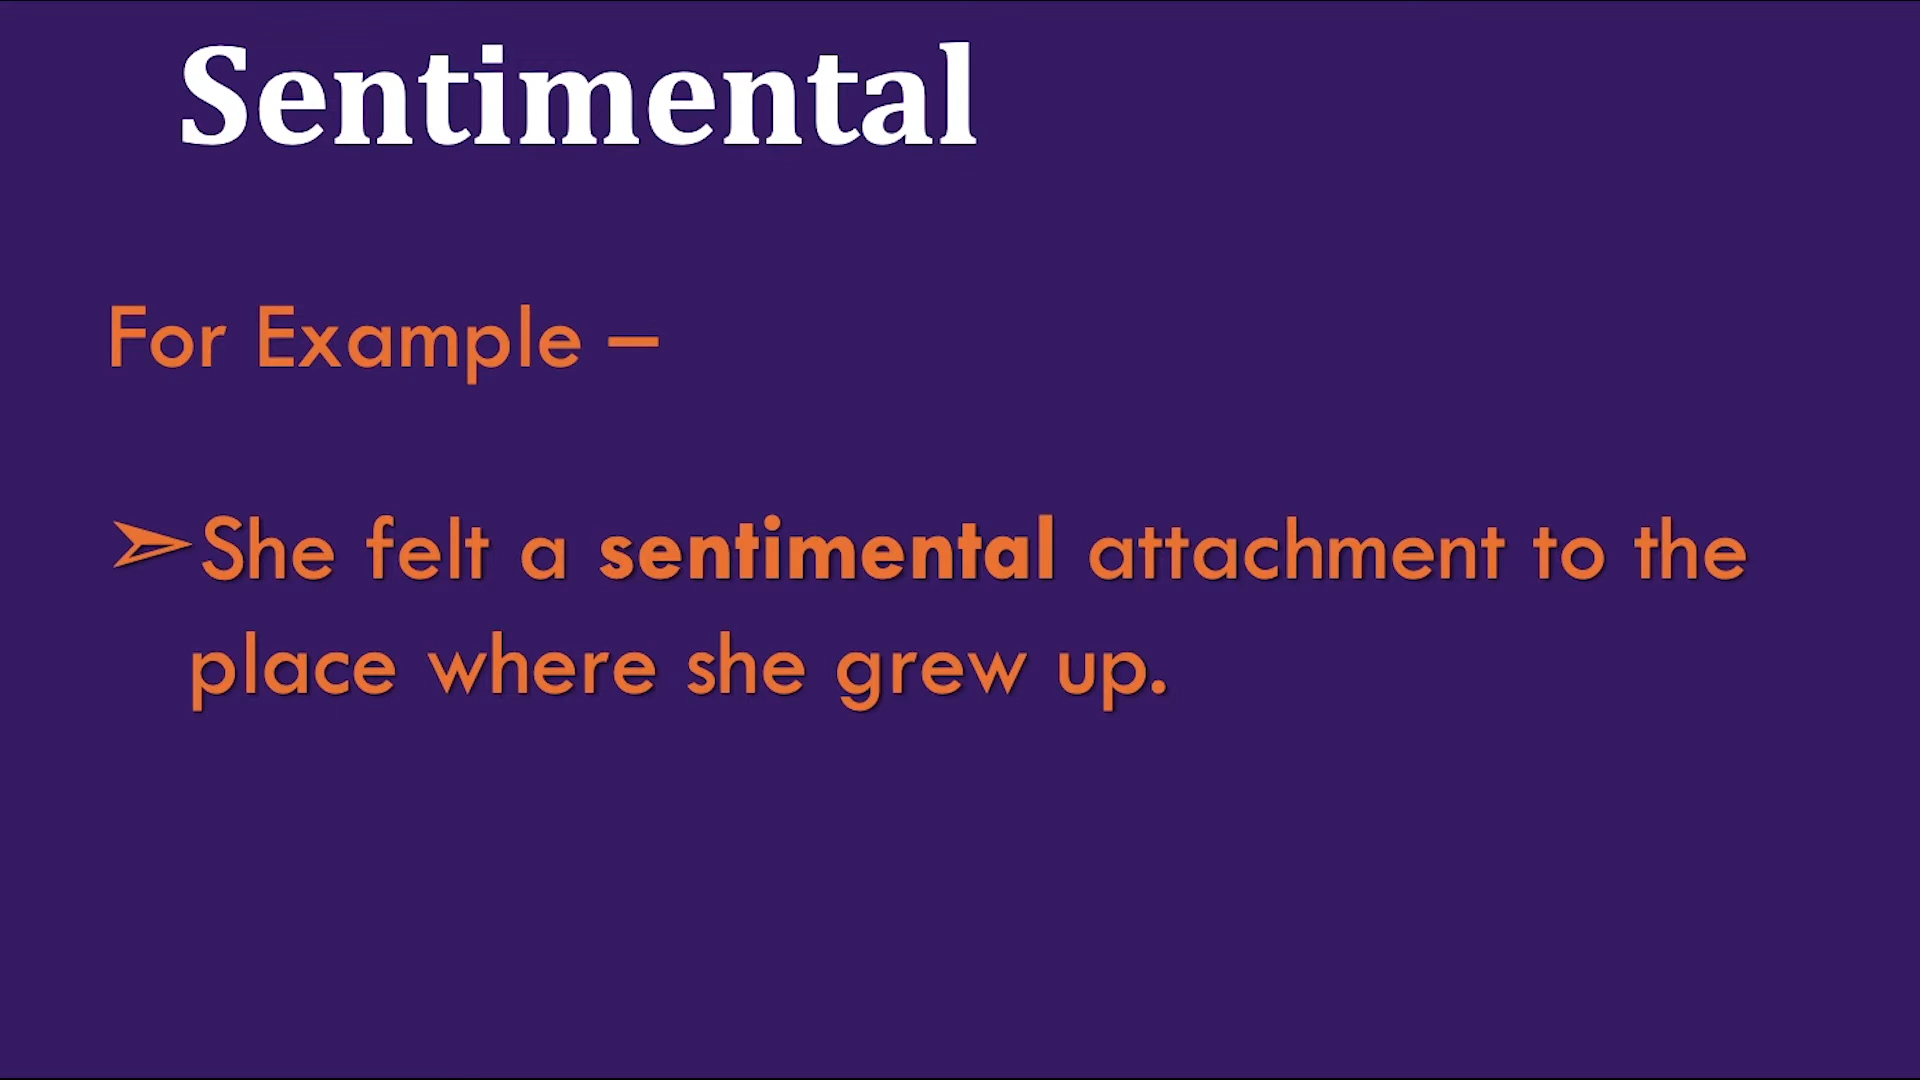 Sentimental
For Example –
➢She felt a sentimental attachment to the
place where she grew up.